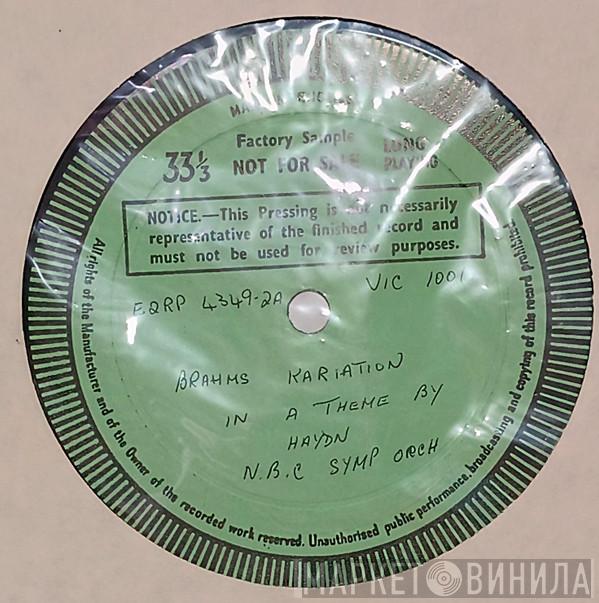 Factory Sample
33⅓ NOT FOR SALE
LONG PLAYING
NOTICE.—This Pressing is not necessarily
representative of the finished record and
must not be used for review purposes.
EQRP 4349-2A VIC 1001
BRAHMS KARIATION
IN A THEME BY
HAYDN
N.B.C SYMP ORCH
All rights of the Manufacturer and of the Owner of the recorded work reserved. Unauthorised public performance, broadcasting and copying of this record prohibited.
МАРКЕТ ВИНИЛА